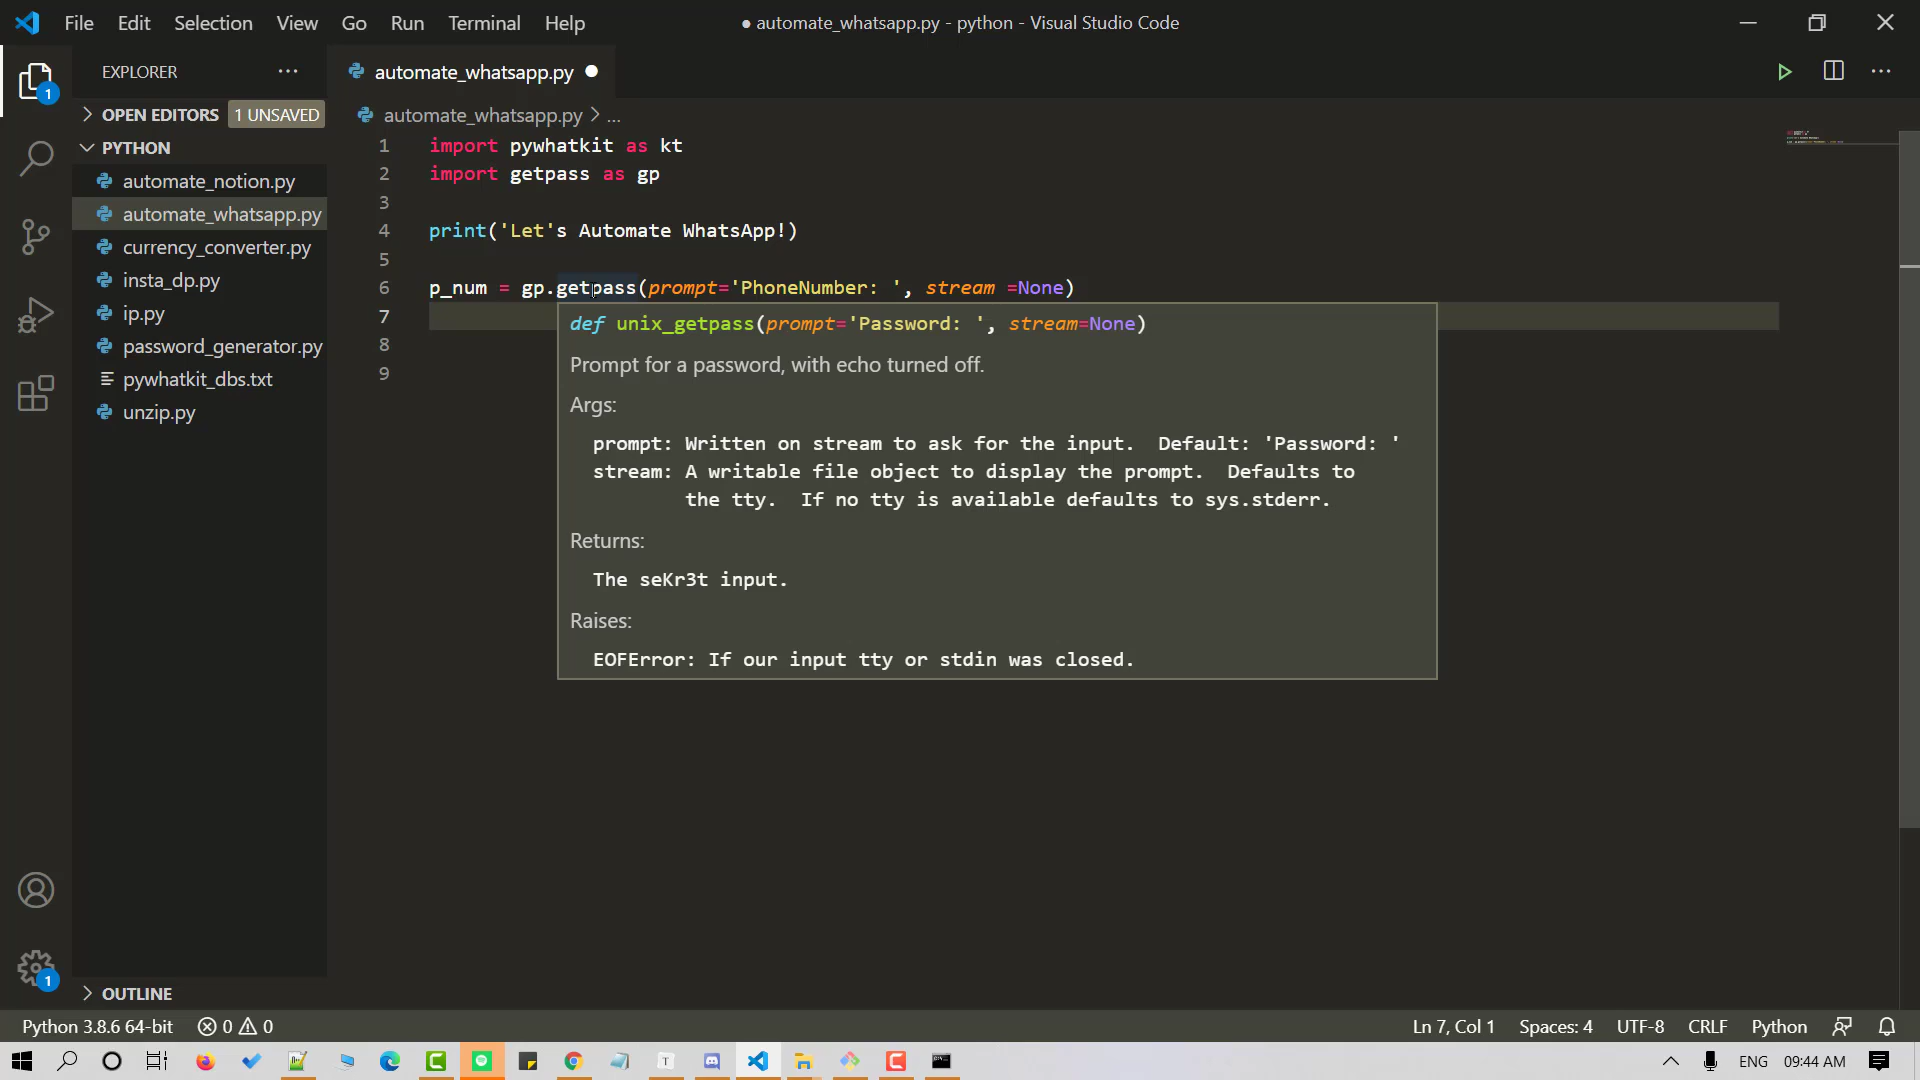 File Edit Selection View Go Run Terminal Help
● automate_whatsapp.py - python - Visual Studio Code
EXPLORER
automate_whatsapp.py
OPEN EDITORS 1 UNSAVED
automate_whatsapp.py > ...
PYTHON
automate_notion.py
automate_whatsapp.py
currency_converter.py
insta_dp.py
ip.py
password_generator.py
pywhatkit_dbs.txt
unzip.py
OUTLINE
1 import pywhatkit as kt
2 import getpass as gp
3
4 print('Let's Automate WhatsApp!)
5
6 p_num = gp.getpass(prompt='PhoneNumber: ', stream =None)
7
8
9
def unix_getpass(prompt='Password: ', stream=None)
Prompt for a password, with echo turned off.
Args:
prompt: Written on stream to ask for the input.  Default: 'Password: '
stream: A writable file object to display the prompt.  Defaults to
the tty.  If no tty is available defaults to sys.stderr.
Returns:
The seKr3t input.
Raises:
EOFError: If our input tty or stdin was closed.
1
1
Python 3.8.6 64-bit 0 0
Ln 7, Col 1 Spaces: 4 UTF-8 CRLF Python
ENG 09:44 AM